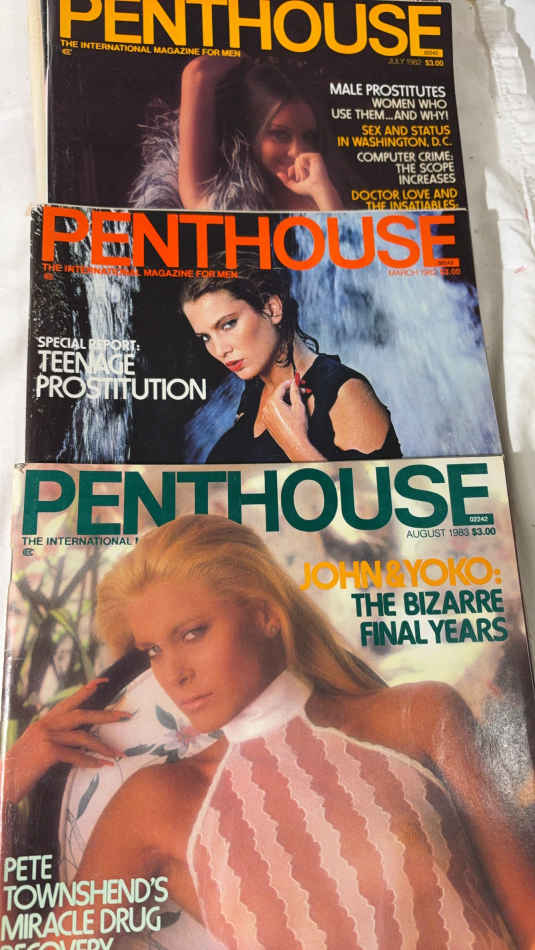 PENTHOUSE
THE INTERNATIONAL MAGAZINE FOR MEN
JULY 1982 $3.00
MALE PROSTITUTES
WOMEN WHO
USE THEM...AND WHY!
SEX AND STATUS
IN WASHINGTON, D.C.
COMPUTER CRIME:
THE SCOPE
INCREASES
DOCTOR LOVE AND
THE INSATIABLES:
PENTHOUSE
THE INTERNATIONAL MAGAZINE FOR MEN
MARCH $3.00
SPECIAL REPORT:
TEENAGE
PROSTITUTION
PENTHOUSE
02242
THE INTERNATIONAL
AUGUST 1983 $3.00
JOHN & YOKO:
THE BIZARRE
FINAL YEARS
PETE
TOWNSHEND'S
MIRACLE DRUG
RECOVERY